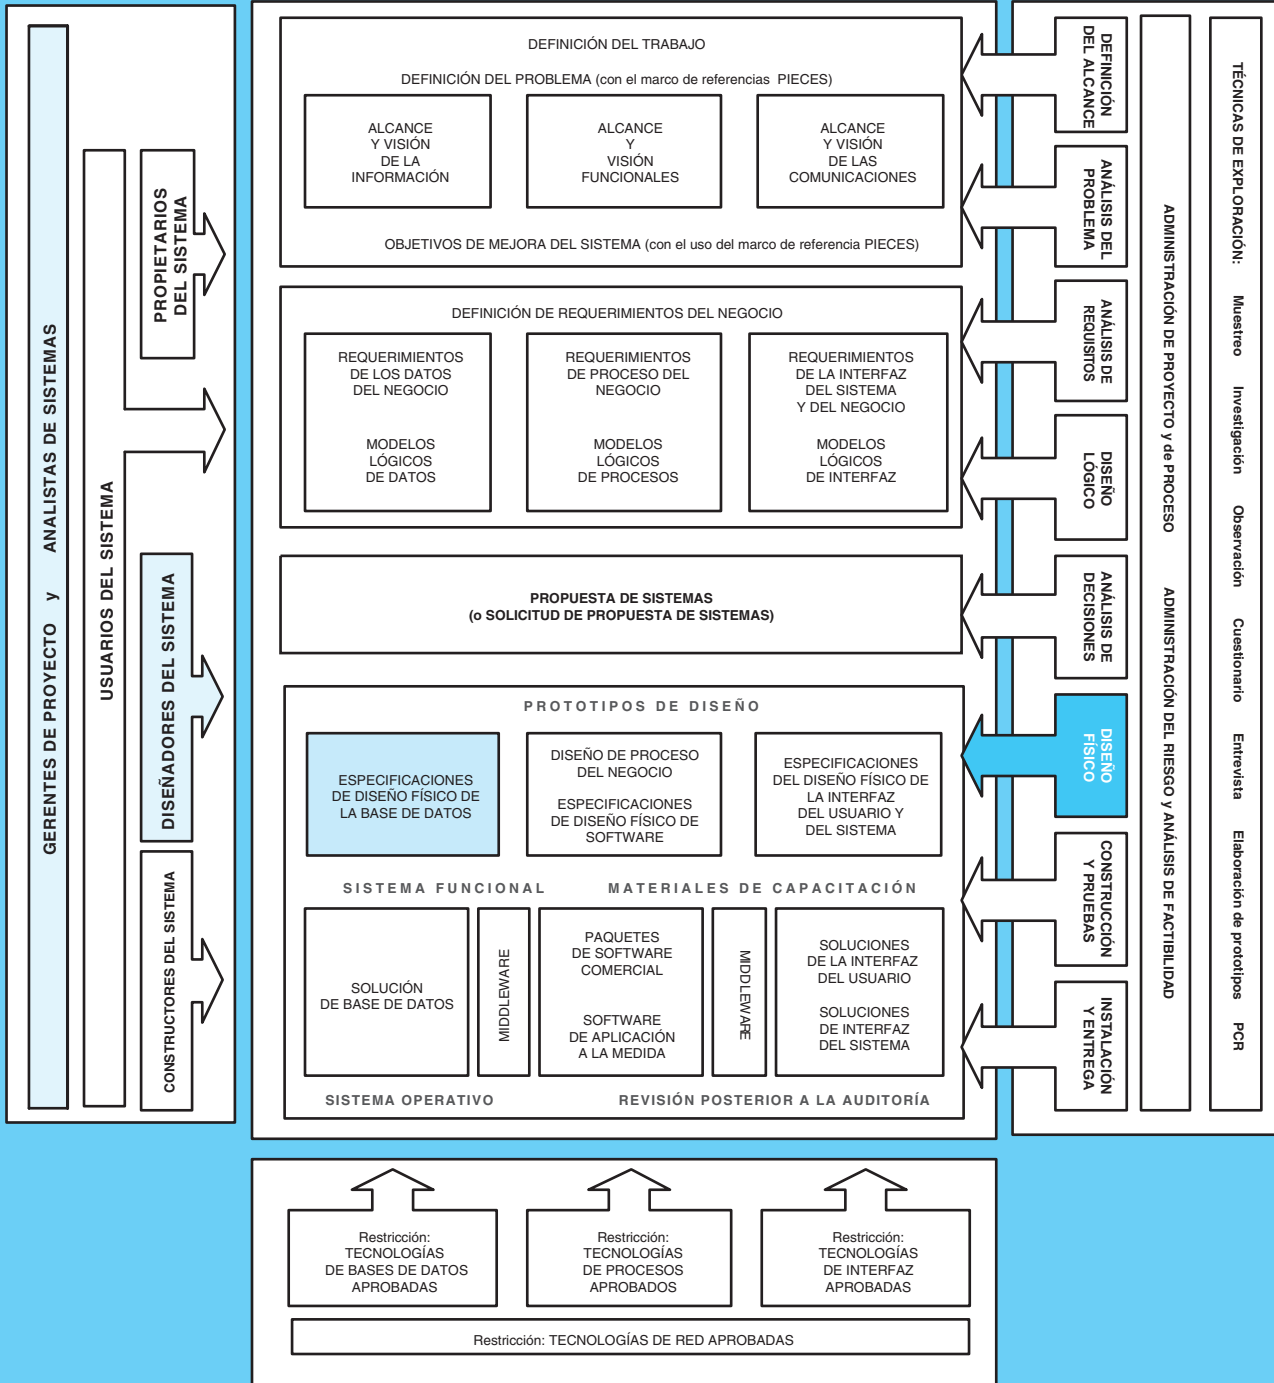 GERENTES DE PROYECTO y ANALISTAS DE SISTEMAS
USUARIOS DEL SISTEMA
PROPIETARIOS
DEL SISTEMA
DISEÑADORES DEL SISTEMA
CONSTRUCTORES DEL SISTEMA
DEFINICIÓN DEL TRABAJO
DEFINICIÓN DEL PROBLEMA (con el marco de referencias PIECES)
ALCANCE
Y VISIÓN
DE LA
INFORMACIÓN
ALCANCE
Y
VISIÓN
FUNCIONALES
ALCANCE
Y VISIÓN
DE LAS
COMUNICACIONES
OBJETIVOS DE MEJORA DEL SISTEMA (con el uso del marco de referencia PIECES)
DEFINICIÓN DE REQUERIMIENTOS DEL NEGOCIO
REQUERIMIENTOS
DE LOS DATOS
DEL NEGOCIO
MODELOS
LÓGICOS
DE DATOS
REQUERIMIENTOS
DE PROCESO DEL
NEGOCIO
MODELOS
LÓGICOS
DE PROCESOS
REQUERIMIENTOS
DE LA INTERFAZ
DEL SISTEMA
Y DEL NEGOCIO
MODELOS
LÓGICOS
DE INTERFAZ
PROPUESTA DE SISTEMAS
(o SOLICITUD DE PROPUESTA DE SISTEMAS)
PROTOTIPOS DE DISEÑO
ESPECIFICACIONES
DE DISEÑO FÍSICO DE
LA BASE DE DATOS
DISEÑO DE PROCESO
DEL NEGOCIO
ESPECIFICACIONES
DE DISEÑO FÍSICO DE
SOFTWARE
ESPECIFICACIONES
DEL DISEÑO FÍSICO DE
LA INTERFAZ
DEL USUARIO Y
DEL SISTEMA
SISTEMA FUNCIONAL
MATERIALES DE CAPACITACIÓN
SOLUCIÓN
DE BASE DE DATOS
MIDDLEWARE
PAQUETES
DE SOFTWARE
COMERCIAL
SOFTWARE
DE APLICACIÓN
A LA MEDIDA
MIDDLEWARE
SOLUCIONES
DE LA INTERFAZ
DEL USUARIO
SOLUCIONES
DE INTERFAZ
DEL SISTEMA
SISTEMA OPERATIVO
REVISIÓN POSTERIOR A LA AUDITORÍA
DEFINICIÓN
DEL ALCANCE
ANÁLISIS DEL
PROBLEMA
ANÁLISIS DE
REQUISITOS
DISEÑO
LÓGICO
ANÁLISIS DE
DECISIONES
DISEÑO
FÍSICO
CONSTRUCCIÓN
Y PRUEBAS
INSTALACIÓN
Y ENTREGA
ADMINISTRACIÓN DE PROYECTO y de PROCESO
ADMINISTRACIÓN DEL RIESGO y ANÁLISIS DE FACTIBILIDAD
TÉCNICAS DE EXPLORACIÓN: Muestreo Investigación Observación Cuestionario Entrevista Elaboración de prototipos PCR
Restricción:
TECNOLOGÍAS
DE BASES DE DATOS
APROBADAS
Restricción:
TECNOLOGÍAS
DE PROCESOS
APROBADOS
Restricción:
TECNOLOGÍAS
DE INTERFAZ
APROBADAS
Restricción: TECNOLOGÍAS DE RED APROBADAS